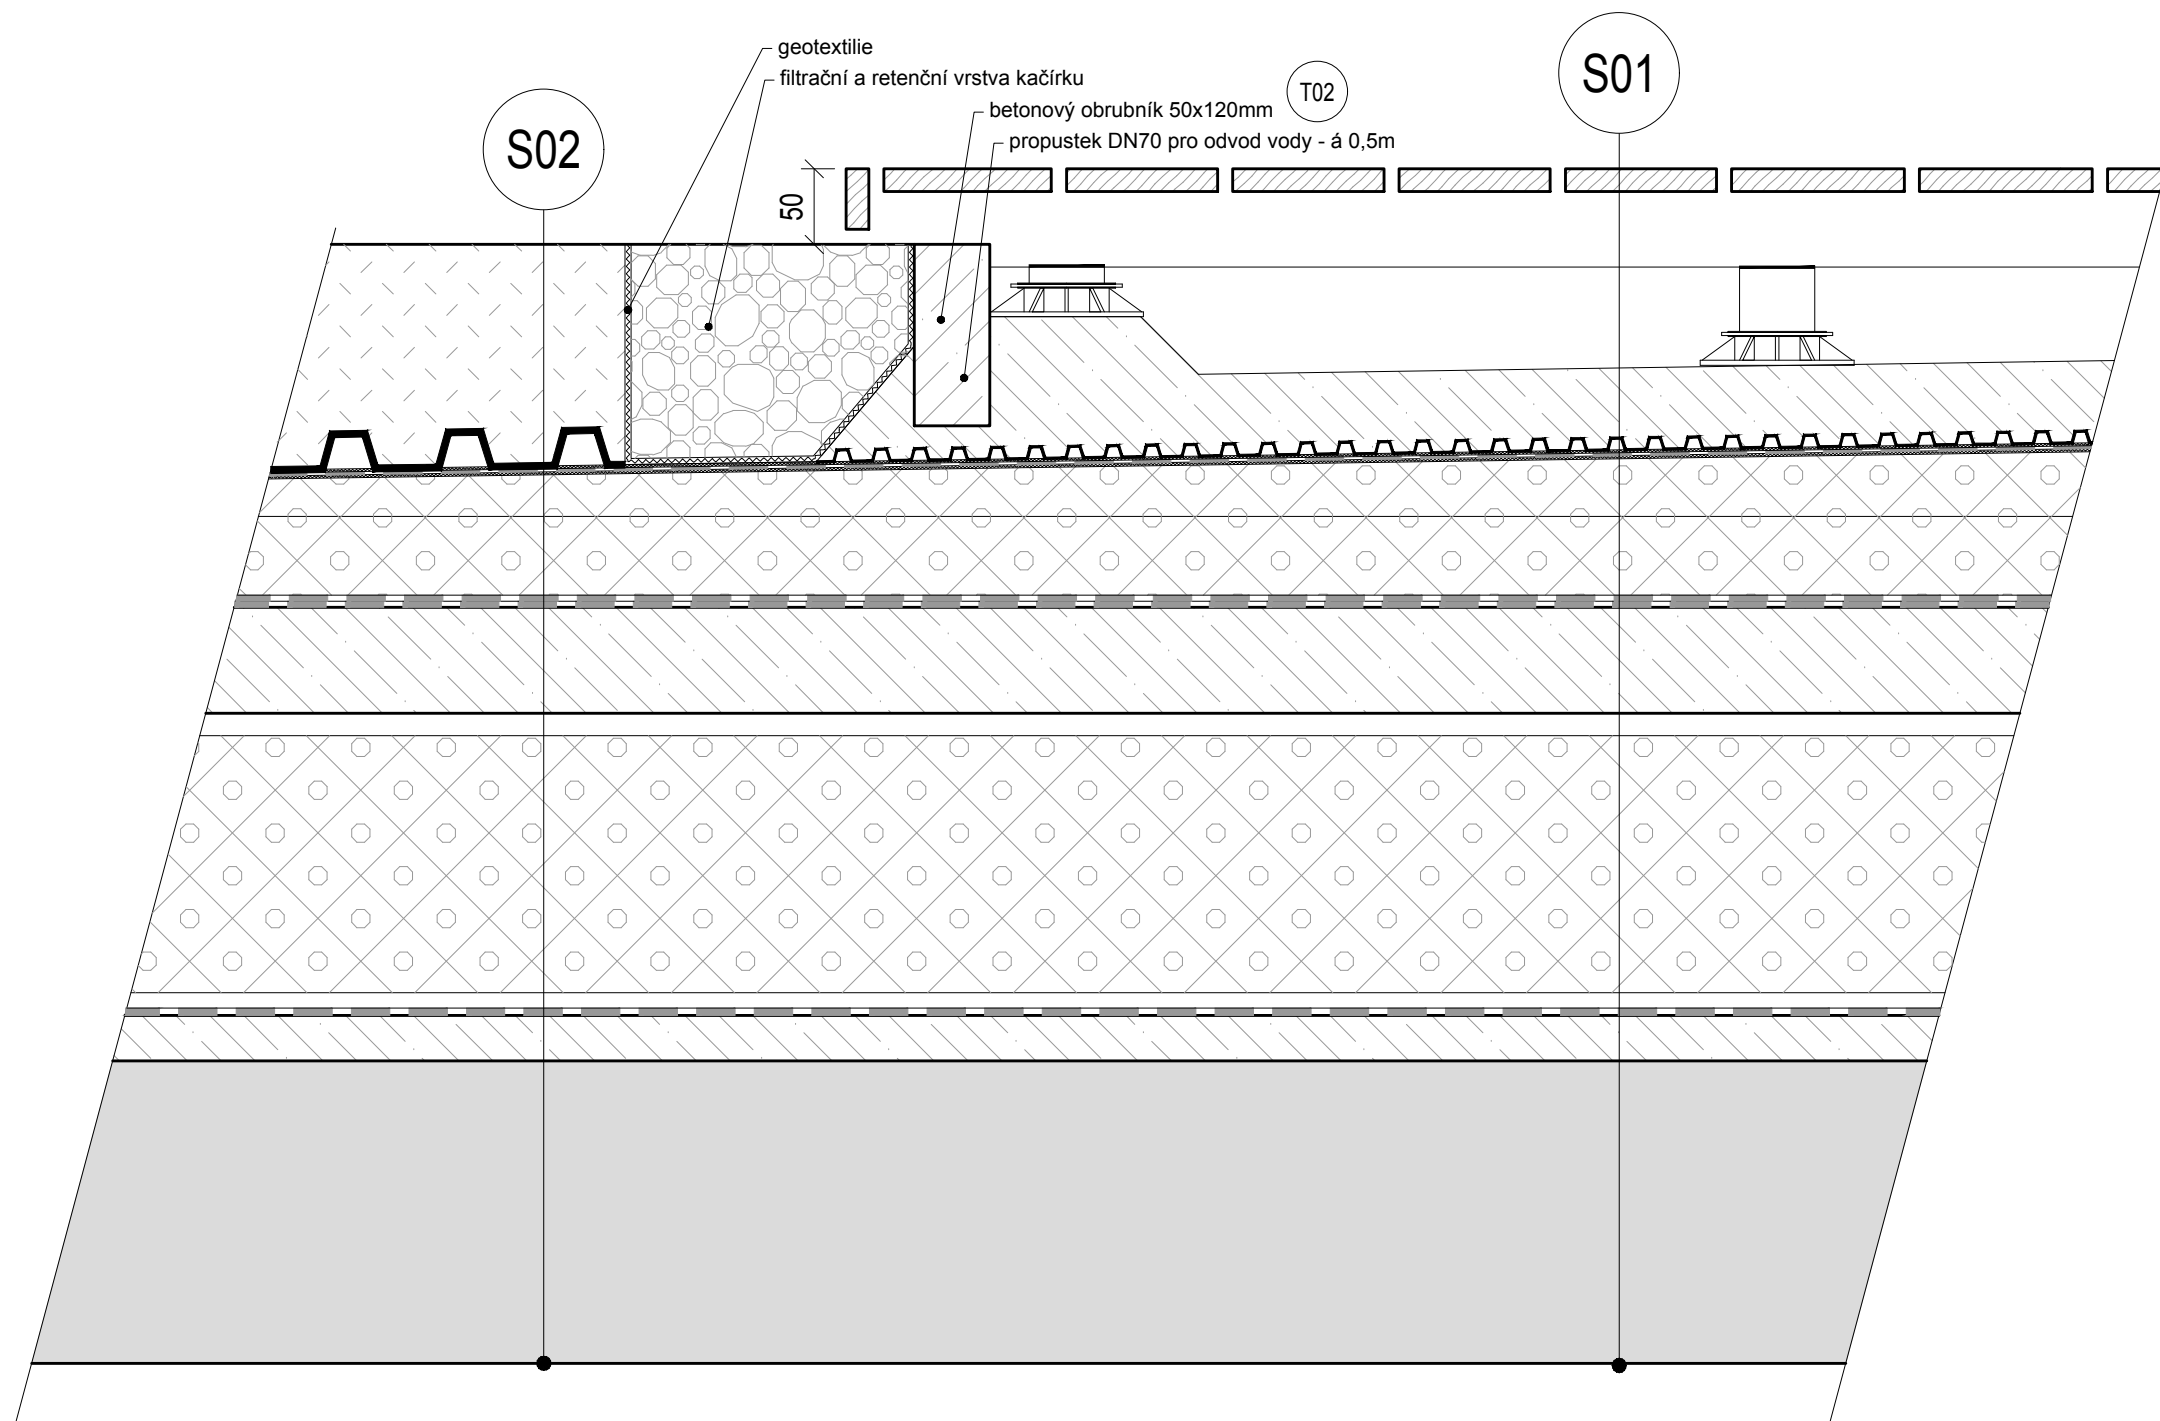 geotextilie
filtrační a retenční vrstva kačírku
betonový obrubník 50x120mm
T02
propustek DN70 pro odvod vody - á 0,5m
S01
S02
50